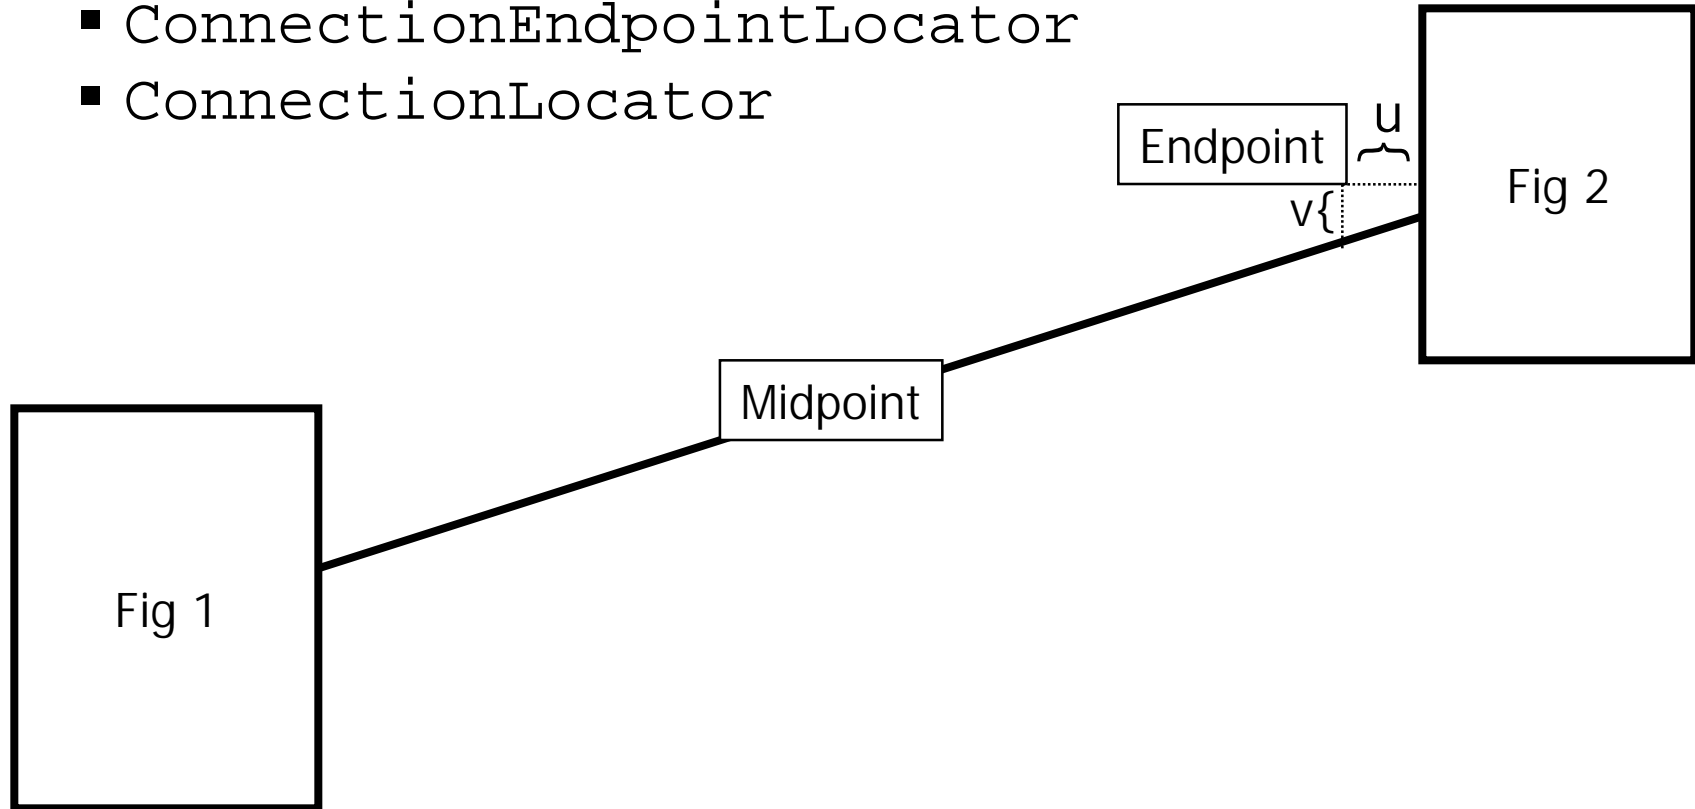 ▪ ConnectionEndpointLocator
▪ ConnectionLocator
u
Endpoint
Fig 2
v{
Midpoint
Fig 1